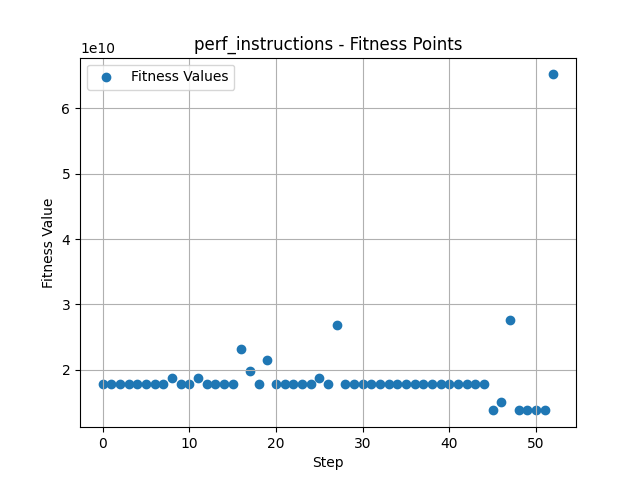 perf_instructions - Fitness Points
1e10
Fitness Values
6
5
4
3
2
Fitness Value
0 10 20 30 40 50
Step